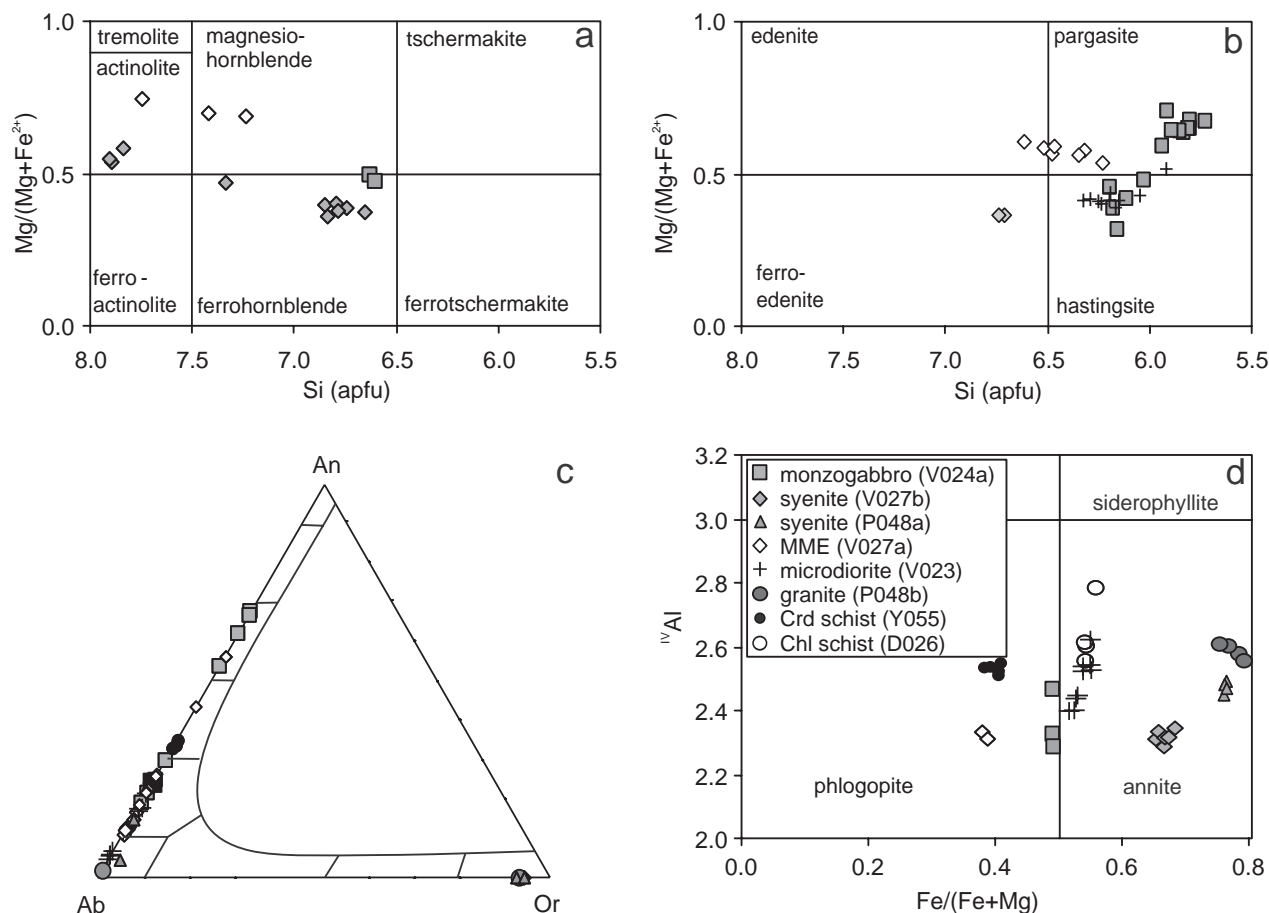 a
1.0
tremolite
magnesio-
hornblende
tschermakite
actinolite
Mg/(Mg+Fe2+)
0.5
ferro -
actinolite
ferrohornblende
ferrotschermakite
0.0
8.0 7.5 7.0 6.5 6.0 5.5
Si (apfu)
b
1.0
edenite
pargasite
Mg/(Mg+Fe2+)
0.5
ferro-
edenite
hastingsite
0.0
8.0 7.5 7.0 6.5 6.0 5.5
Si (apfu)
c
An
Ab
Or
d
3.2
monzogabbro (V024a)
syenite (V027b)
syenite (P048a)
MME (V027a)
microdiorite (V023)
granite (P048b)
Crd schist (Y055)
Chl schist (D026)
siderophyllite
3.0
2.8
IVAl
2.6
2.4
2.2
phlogopite
annite
2.0
0.0 0.2 0.4 0.6 0.8
Fe/(Fe+Mg)